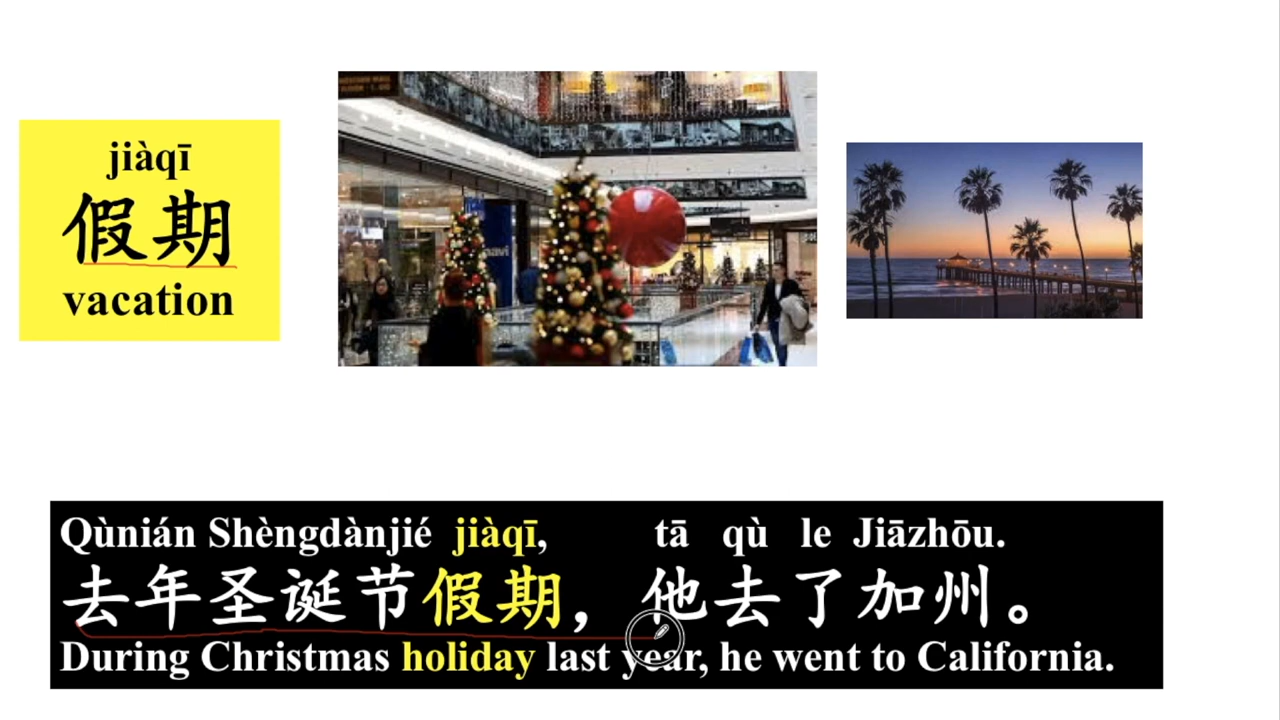 jiàqī
假期
vacation
Qùnián Shèngdànjié jiàqī, tā qù le Jiāzhōu.
去年圣诞节假期，他去了加州。
During Christmas holiday last year, he went to California.